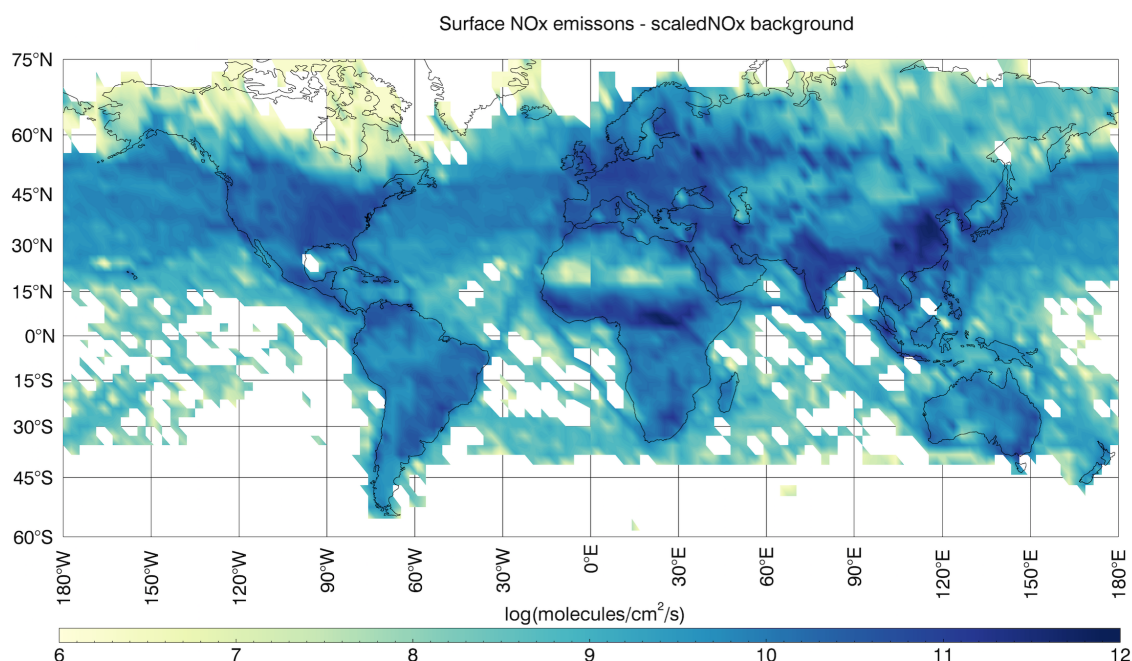 Surface NOx emissons - scaledNOx background
75°N
60°N
45°N
30°N
15°N
0°N
15°S
30°S
45°S
60°S
180°W
150°W
120°W
90°W
60°W
30°W
0°E
30°E
60°E
90°E
120°E
150°E
180°E
log(molecules/cm²/s)
6 7 8 9 10 11 12